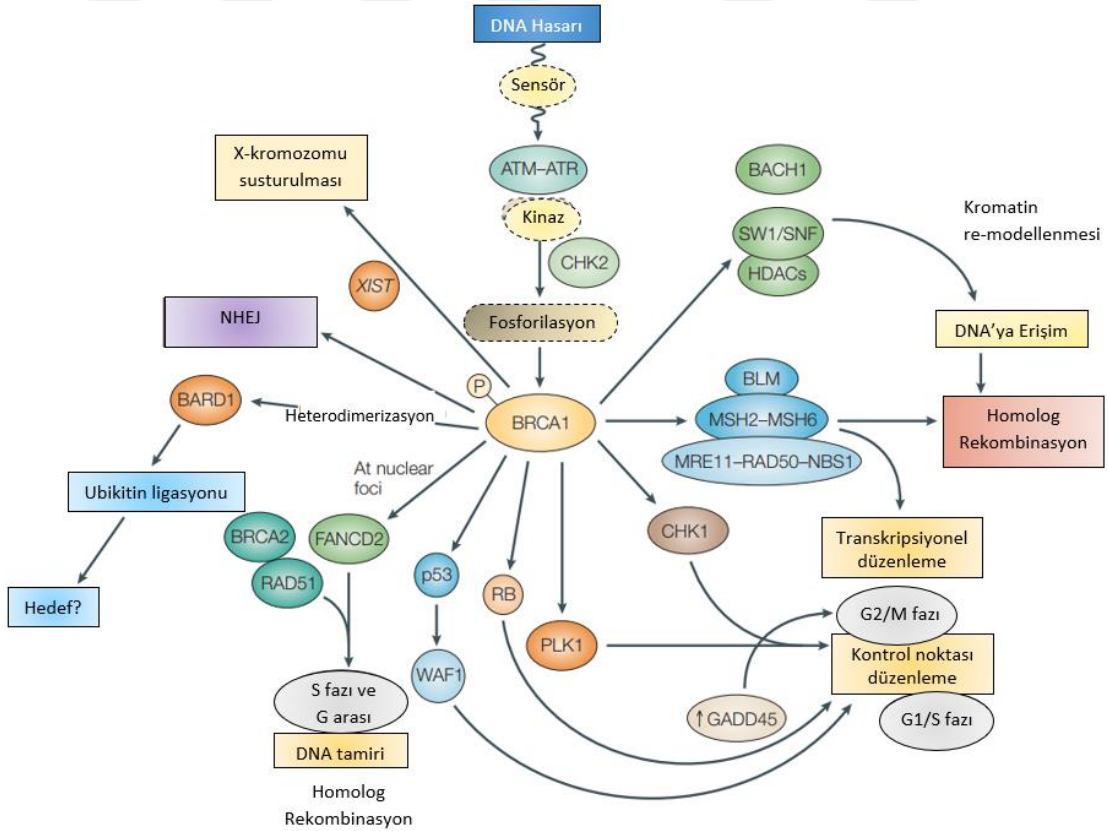 DNA Hasarı
Sensör
ATM–ATR
Kinaz
CHK2
Fosforilasyon
X-kromozomu
susturulması
XIST
NHEJ
BARD1
Heterodimerizasyon
P
BRCA1
Ubikitin ligasyonu
Hedef?
At nuclear
foci
BRCA2
FANCD2
RAD51
S fazı ve
G arası
DNA tamiri
Homolog
Rekombinasyon
p53
WAF1
RB
PLK1
CHK1
↑GADD45
BACH1
SW1/SNF
HDACs
Kromatin
re-modellenmesi
DNA’ya Erişim
BLM
MSH2–MSH6
MRE11–RAD50–NBS1
Homolog
Rekombinasyon
Transkripsiyonel
düzenleme
G2/M fazı
Kontrol noktası
düzenleme
G1/S fazı